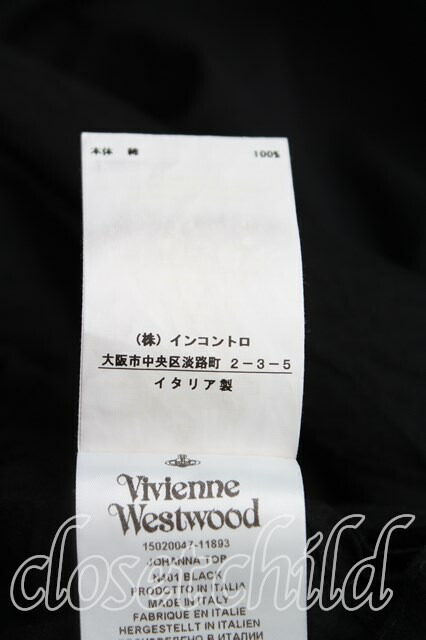 本体 綿 100%
(株) インコントロ
大阪市中央区淡路町 2-3-5
イタリア製
Vivienne
Westwood
15020047-11893
JOHANNA TOP
N401 BLACK
PRODOTTO IN ITALIA
MADE IN ITALY
FABRIQUE EN ITALIE
HERGESTELLT IN ITALIEN
closet child